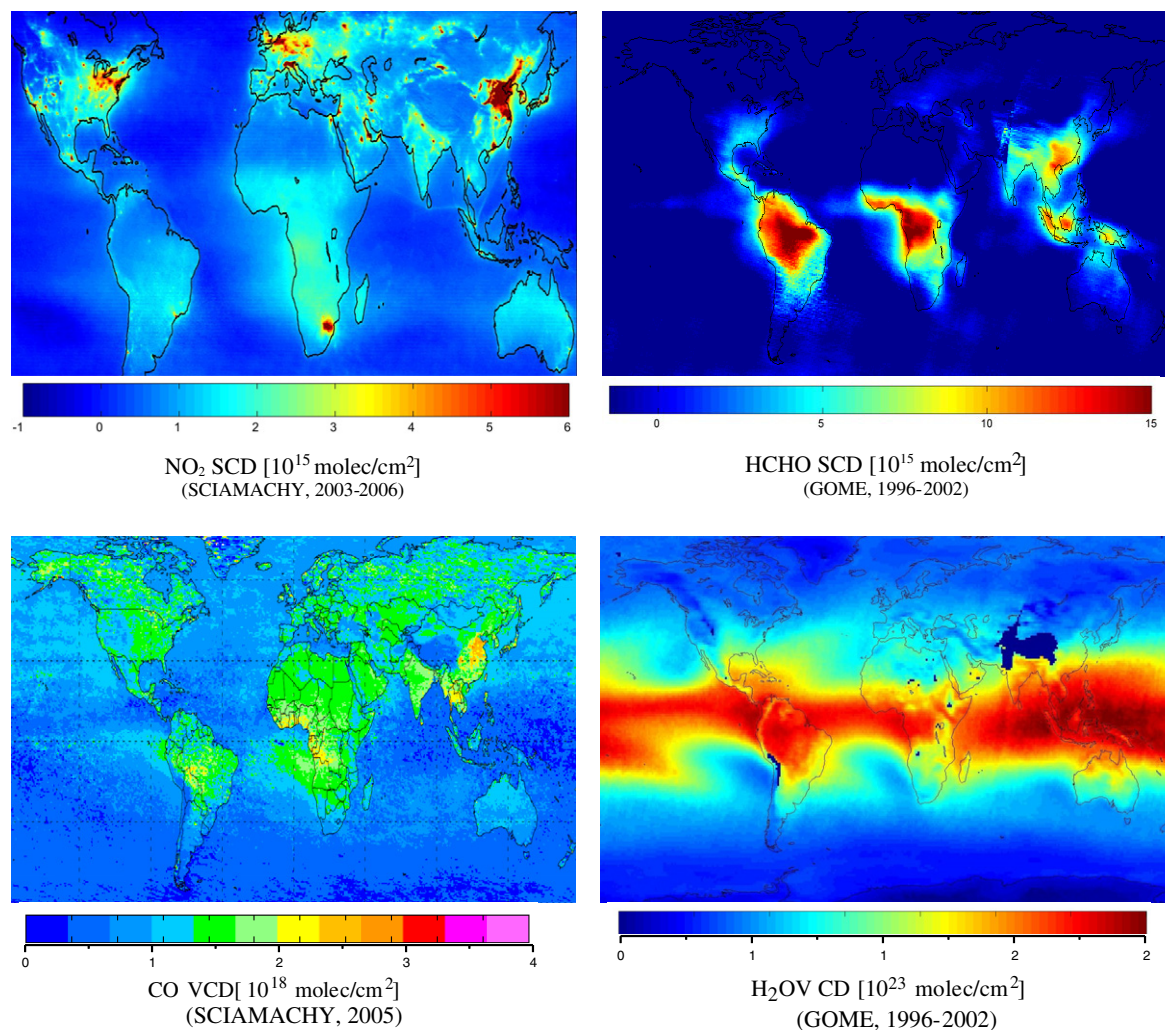 -1 0 1 2 3 4 5 6
NO₂ SCD [10¹⁵ molec/cm²]
(SCIAMACHY, 2003-2006)
0 5 10 15
HCHO SCD [10¹⁵ molec/cm²]
(GOME, 1996-2002)
0 1 2 3 4
CO VCD[ 10¹⁸ molec/cm²]
(SCIAMACHY, 2005)
0 1 1 2 2
H₂OV CD [10²³ molec/cm²]
(GOME, 1996-2002)